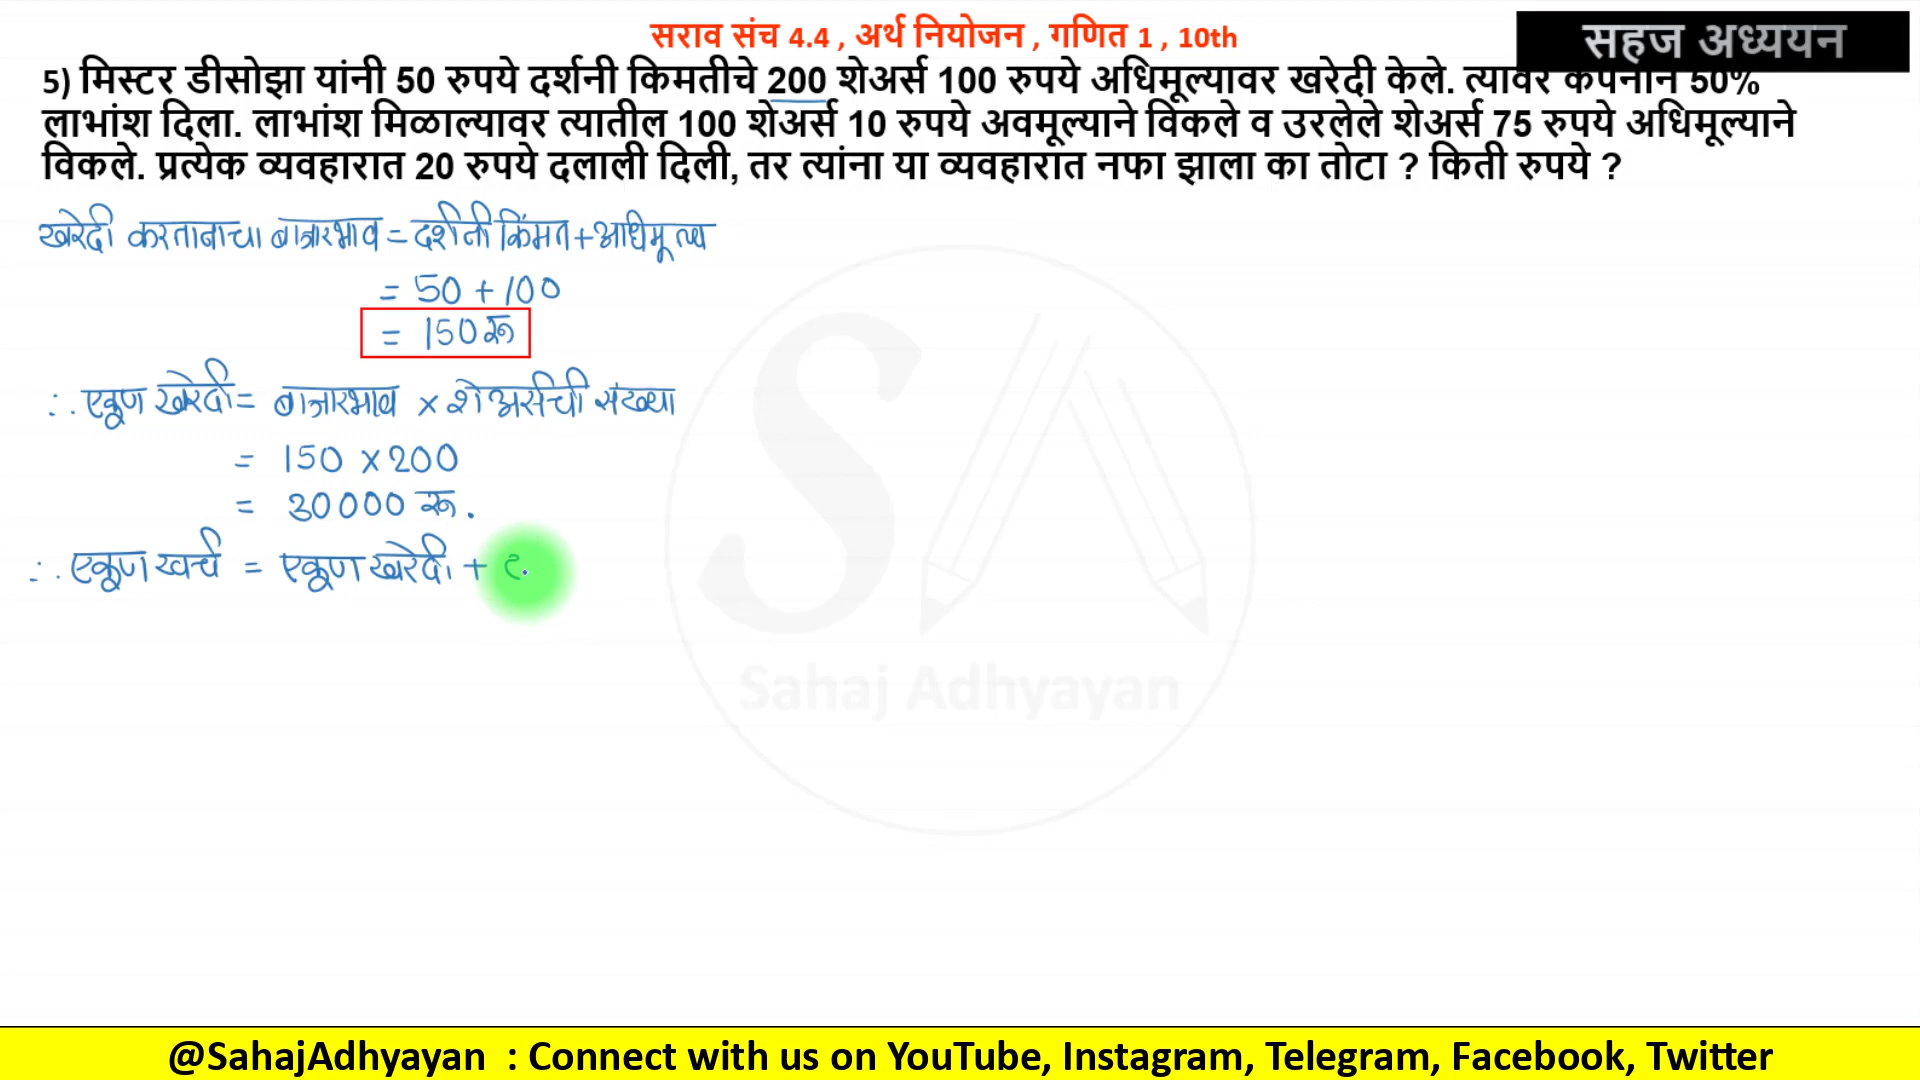 सराव संच 4.4 , अर्थ नियोजन , गणित 1 , 10th
सहज अध्ययन
5) मिस्टर डीसोझा यांनी 50 रुपये दर्शनी किमतीचे 200 शेअर्स 100 रुपये अधिमूल्यावर खरेदी केले. त्यावर कंपनीने 50%
लाभांश दिला. लाभांश मिळाल्यावर त्यातील 100 शेअर्स 10 रुपये अवमूल्याने विकले व उरलेले शेअर्स 75 रुपये अधिमूल्याने
विकले. प्रत्येक व्यवहारात 20 रुपये दलाली दिली, तर त्यांना या व्यवहारात नफा झाला का तोटा ? किती रुपये ?
खरेदी करतानाचा बाजारभाव = दर्शनी किंमत + अधिमूल्य
= 50 + 100
= 150 रू
∴ एकूण खरेदी = बाजारभाव × शेअर्सची संख्या
= 150 × 200
= 30000 रू.
∴ एकूण खर्च = एकूण खरेदी +
Sahaj Adhyayan
@SahajAdhyayan : Connect with us on YouTube, Instagram, Telegram, Facebook, Twitter